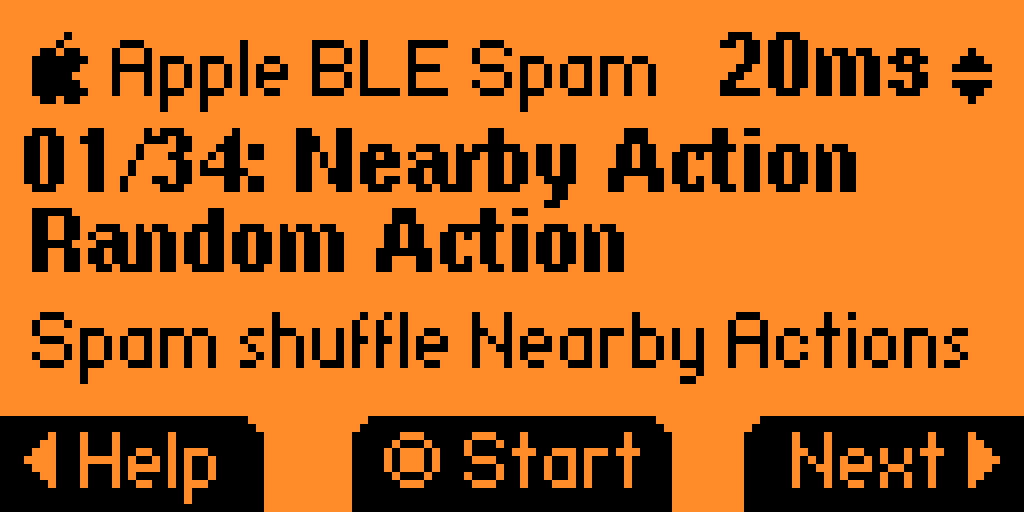 Apple BLE Spam 20ms
01/34: Nearby Action
Random Action
Spam shuffle Nearby Actions
Help Start Next